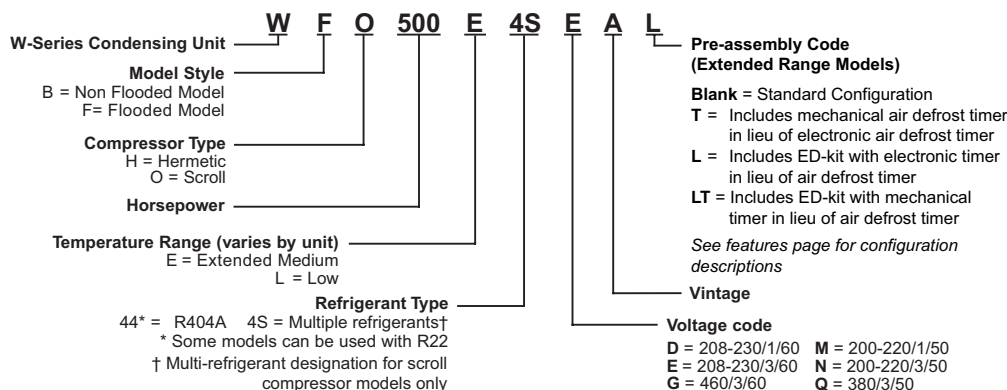 W F O 500 E 4S E A L
W-Series Condensing Unit
Model Style
B = Non Flooded Model
F= Flooded Model
Compressor Type
H = Hermetic
O = Scroll
Horsepower
Temperature Range (varies by unit)
E = Extended Medium
L = Low
Refrigerant Type
44* = R404A 4S = Multiple refrigerants†
* Some models can be used with R22
† Multi-refrigerant designation for scroll
compressor models only
Pre-assembly Code
(Extended Range Models)
Blank = Standard Configuration
T = Includes mechanical air defrost timer
in lieu of electronic air defrost timer
L = Includes ED-kit with electronic timer
in lieu of air defrost timer
LT = Includes ED-kit with mechanical
timer in lieu of air defrost timer
See features page for configuration
descriptions
Vintage
Voltage code
D = 208-230/1/60 M = 200-220/1/50
E = 208-230/3/60 N = 200-220/3/50
G = 460/3/60 Q = 380/3/50